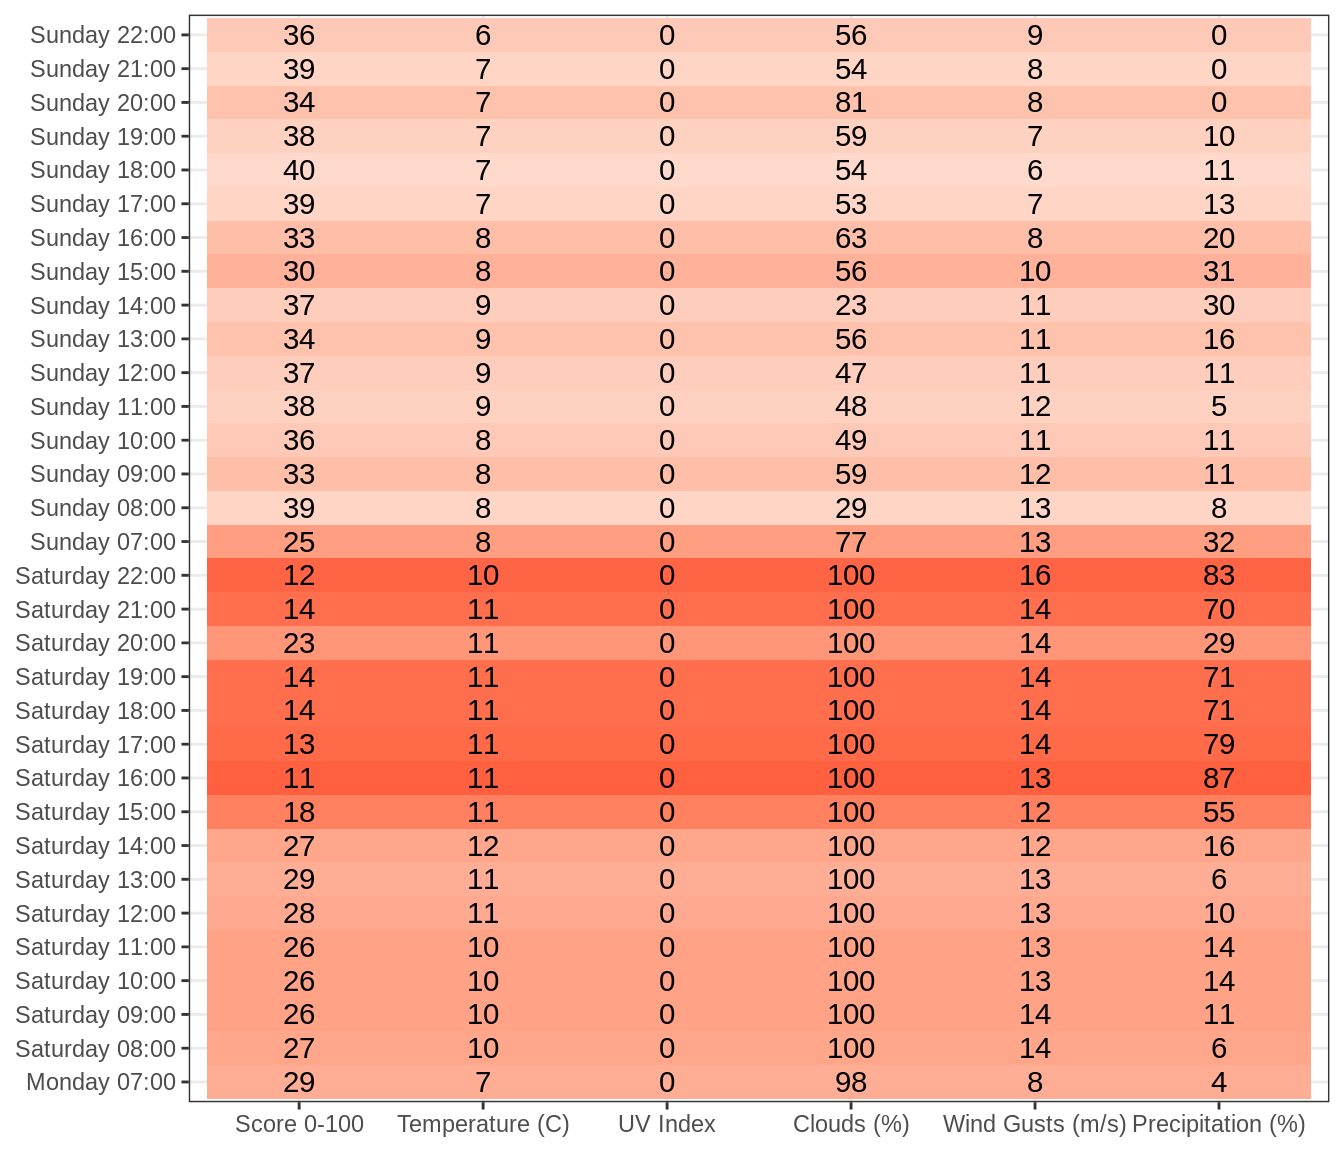 Sunday 22:00 36 6 0 56 9 0
Sunday 21:00 39 7 0 54 8 0
Sunday 20:00 34 7 0 81 8 0
Sunday 19:00 38 7 0 59 7 10
Sunday 18:00 40 7 0 54 6 11
Sunday 17:00 39 7 0 53 7 13
Sunday 16:00 33 8 0 63 8 20
Sunday 15:00 30 8 0 56 10 31
Sunday 14:00 37 9 0 23 11 30
Sunday 13:00 34 9 0 56 11 16
Sunday 12:00 37 9 0 47 11 11
Sunday 11:00 38 9 0 48 12 5
Sunday 10:00 36 8 0 49 11 11
Sunday 09:00 33 8 0 59 12 11
Sunday 08:00 39 8 0 29 13 8
Sunday 07:00 25 8 0 77 13 32
Saturday 22:00 12 10 0 100 16 83
Saturday 21:00 14 11 0 100 14 70
Saturday 20:00 23 11 0 100 14 29
Saturday 19:00 14 11 0 100 14 71
Saturday 18:00 14 11 0 100 14 71
Saturday 17:00 13 11 0 100 14 79
Saturday 16:00 11 11 0 100 13 87
Saturday 15:00 18 11 0 100 12 55
Saturday 14:00 27 12 0 100 12 16
Saturday 13:00 29 11 0 100 13 6
Saturday 12:00 28 11 0 100 13 10
Saturday 11:00 26 10 0 100 13 14
Saturday 10:00 26 10 0 100 13 14
Saturday 09:00 26 10 0 100 14 11
Saturday 08:00 27 10 0 100 14 6
Monday 07:00 29 7 0 98 8 4
Score 0-100 Temperature (C) UV Index Clouds (%) Wind Gusts (m/s) Precipitation (%)